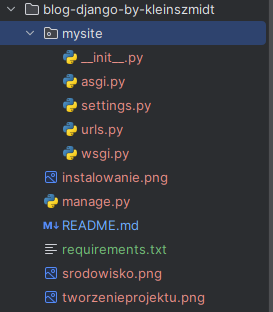 blog-django-by-kleinszmidt
mysite
__init__.py
asgi.py
settings.py
urls.py
wsgi.py
instalowanie.png
manage.py
M↓ README.md
requirements.txt
srodowisko.png
tworzenieprojektu.png